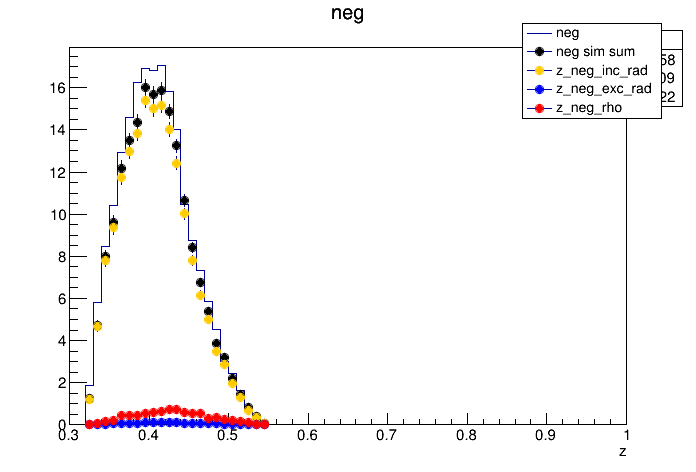 neg
neg
neg sim sum
z_neg_inc_rad
z_neg_exc_rad
z_neg_rho
58
09
22
16
14
12
10
8
6
4
2
0
0.3 0.4 0.5 0.6 0.7 0.8 0.9 1
z